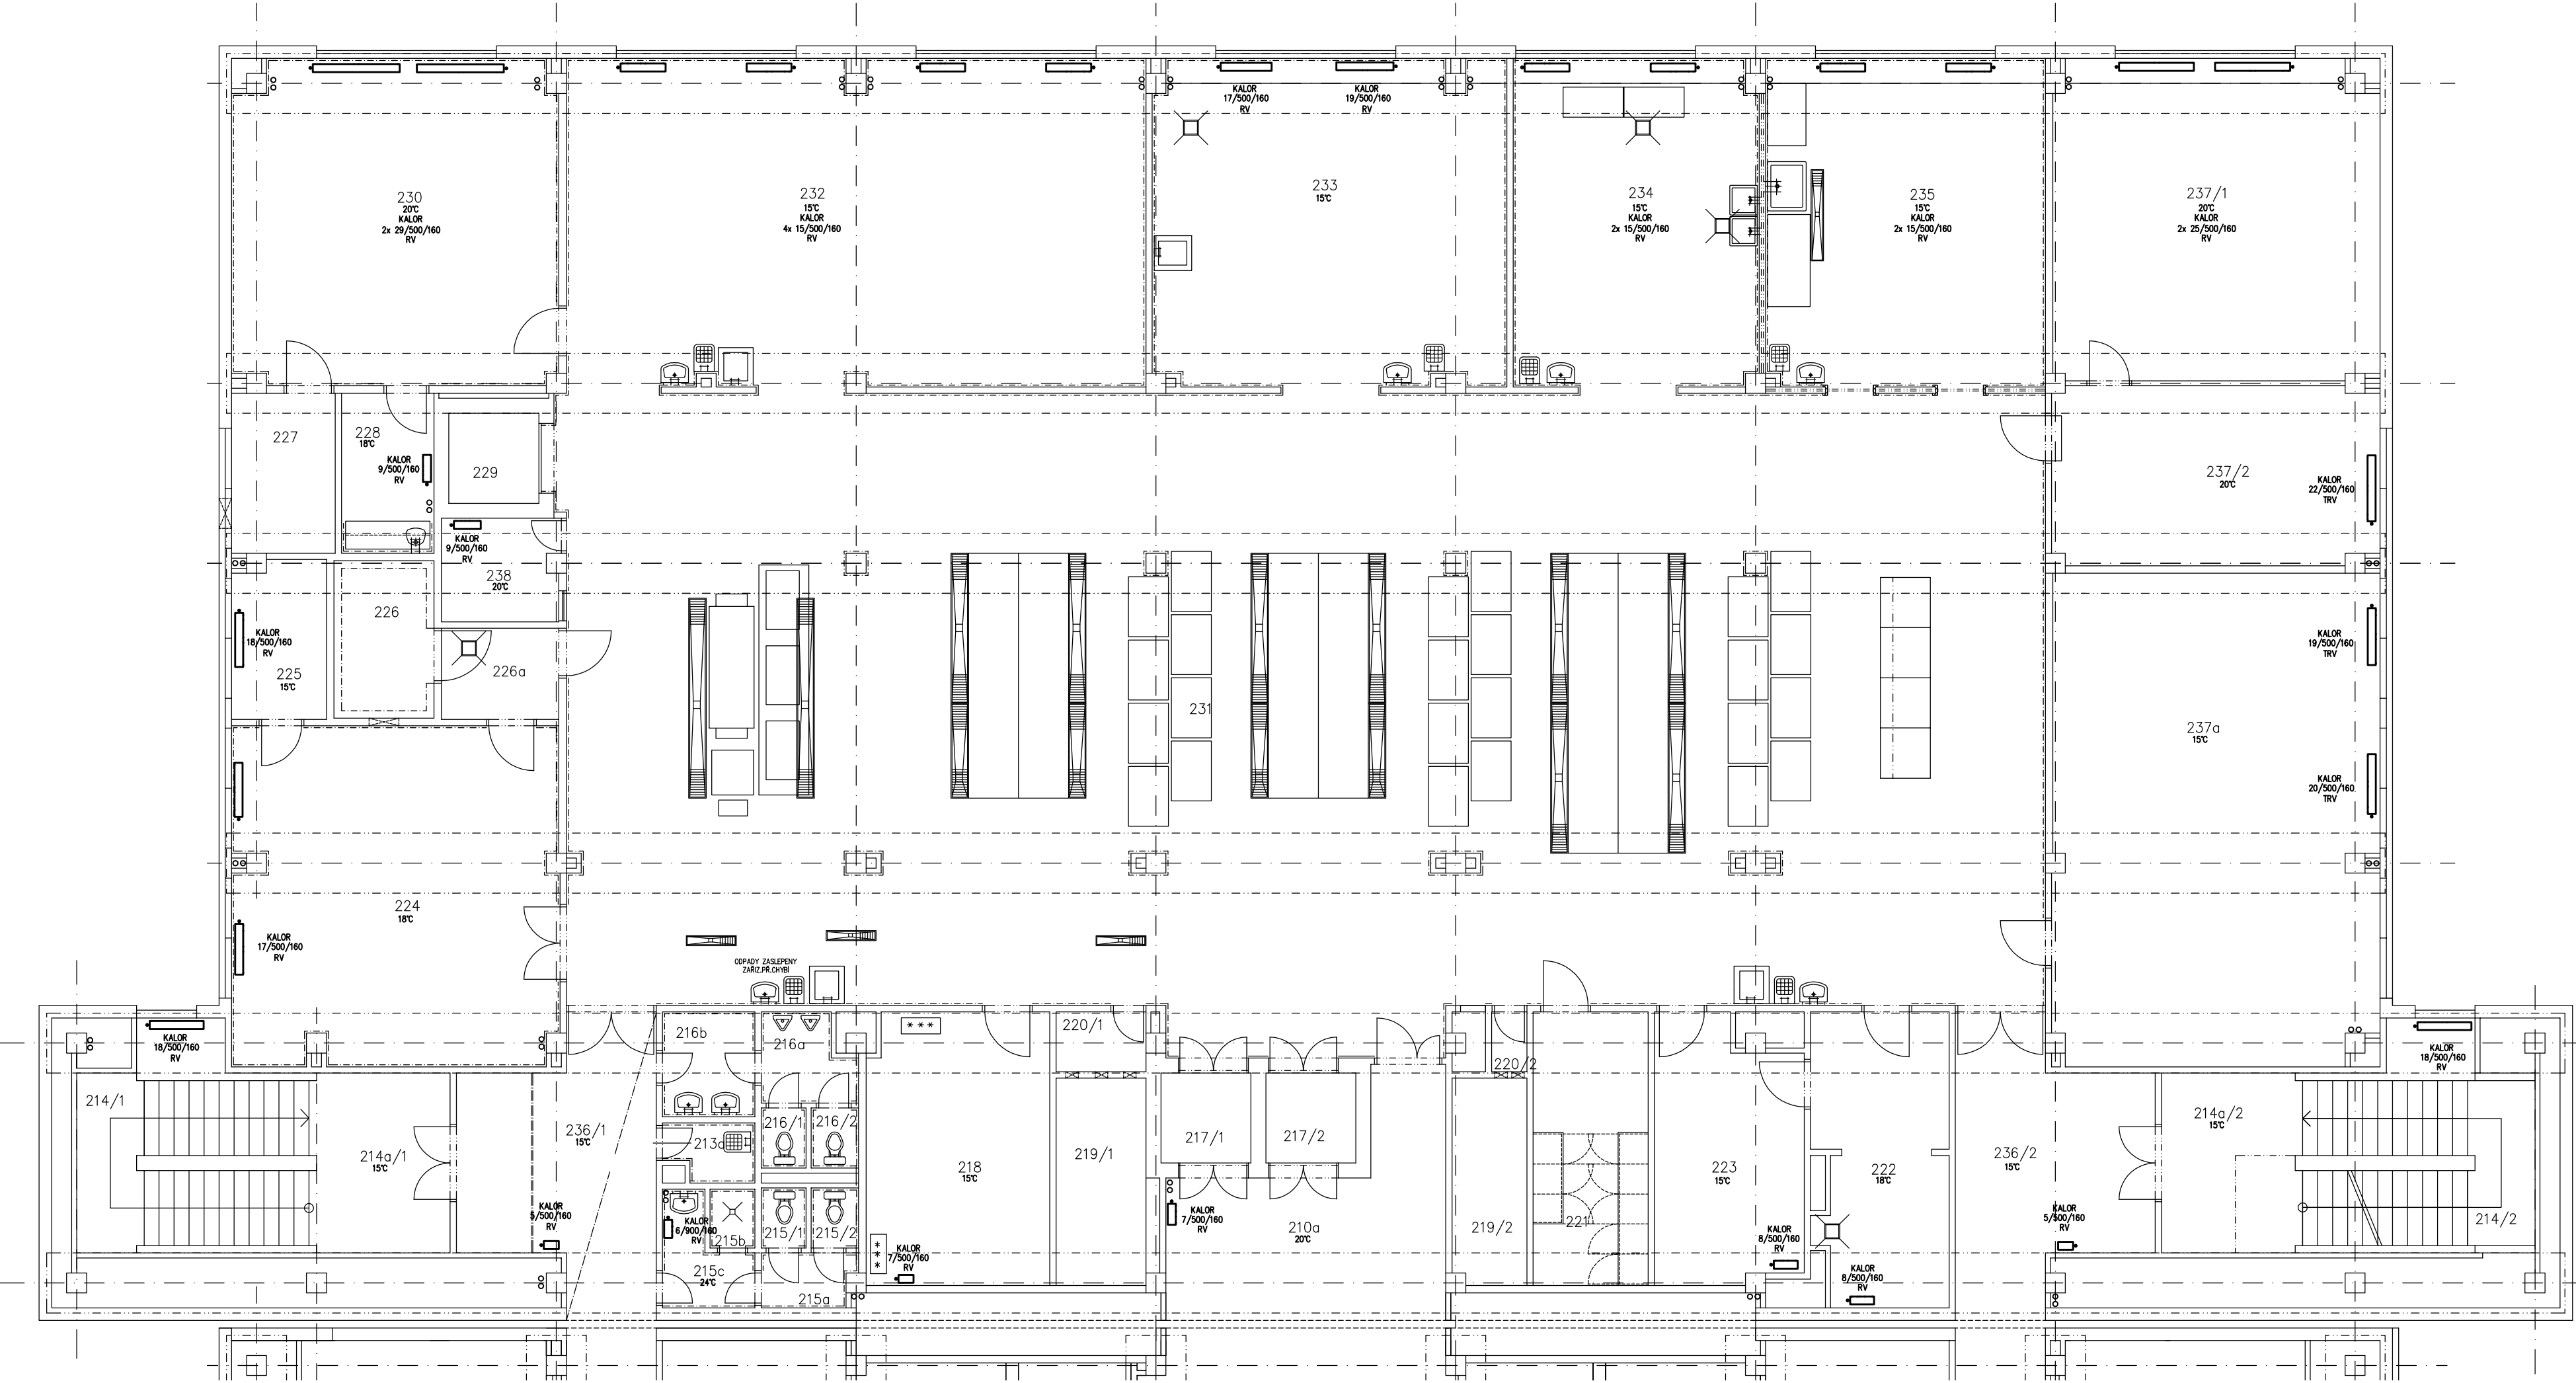 KALOR
17/500/160
RV
KALOR
19/500/160
RV
230
20°C
KALOR
2x 29/500/160
RV
232
15°C
KALOR
4x 15/500/160
RV
233
15°C
234
15°C
KALOR
2x 15/500/160
RV
235
15°C
KALOR
2x 15/500/160
RV
237/1
20°C
KALOR
2x 25/500/160
RV
227
228
18°C
KALOR
9/500/160
RV
229
237/2
20°C
KALOR
22/500/160
TRV
KALOR
9/500/160
RV
238
20°C
226
KALOR
18/500/160
RV
225
15°C
226a
KALOR
19/500/160
TRV
231
237a
15°C
KALOR
20/500/160
TRV
224
18°C
KALOR
17/500/160
RV
ODPADY ZASLEPENY
ZAŘIZ.PŘ.CHYBÍ
KALOR
18/500/160
RV
216b
216a
***
220/1
220/2
KALOR
18/500/160
RV
214/1
214a/1
15°C
236/1
15°C
213a
216/1
216/2
218
15°C
219/1
217/1
217/2
223
15°C
222
18°C
236/2
15°C
214a/2
15°C
KALOR
5/500/160
RV
KALOR
6/900/160
RV
215b
215/1
215/2
215c
24°C
215a
***
KALOR
7/500/160
RV
KALOR
7/500/160
RV
210a
20°C
219/2
221
KALOR
8/500/160
RV
KALOR
8/500/160
RV
KALOR
5/500/160
RV
214/2